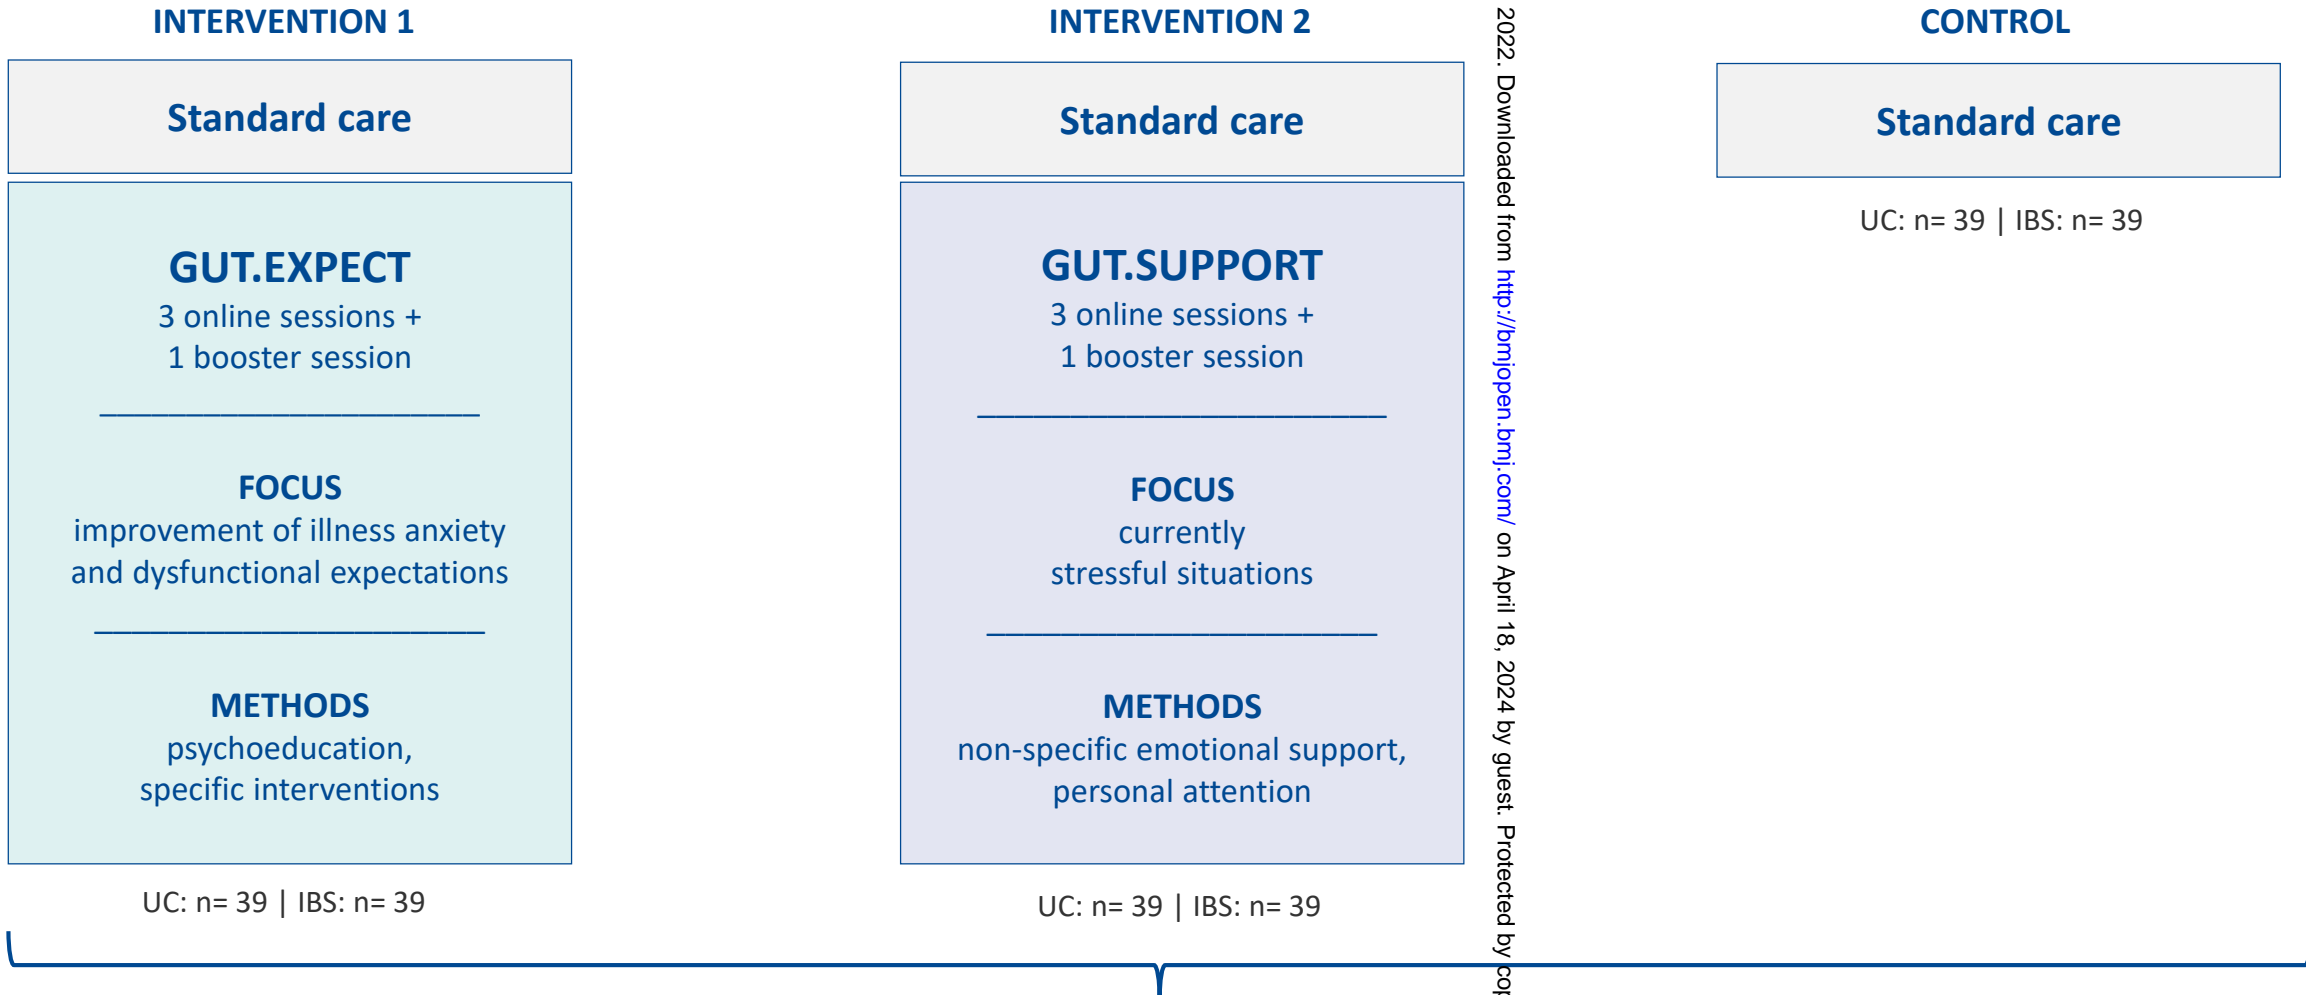 INTERVENTION 1
Standard care
GUT.EXPECT
3 online sessions +
1 booster session
FOCUS
improvement of illness anxiety
and dysfunctional expectations
METHODS
psychoeducation,
specific interventions
UC: n= 39 | IBS: n= 39
INTERVENTION 2
Standard care
GUT.SUPPORT
3 online sessions +
1 booster session
FOCUS
currently
stressful situations
METHODS
non-specific emotional support,
personal attention
UC: n= 39 | IBS: n= 39
2022. Downloaded from http://bmjopen.bmj.com/ on April 18, 2024 by guest. Protected by
CONTROL
Standard care
UC: n= 39 | IBS: n= 39